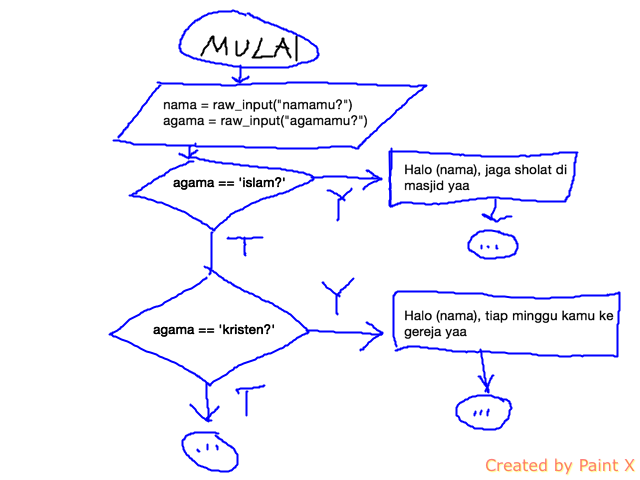 MULAI
nama = raw_input("namamu?")
agama = raw_input("agamamu?")
agama == 'islam?'
Y
Halo (nama), jaga sholat di
masjid yaa
...
T
agama == 'kristen?'
Y
Halo (nama), tiap minggu kamu ke
gereja yaa
...
T
...
Created by Paint X